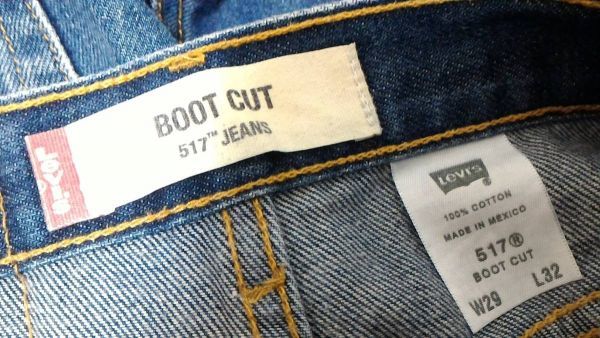 BOOT CUT
517™ JEANS
Levi's
100% COTTON
MADE IN MEXICO
517®
BOOT CUT
W29 L32